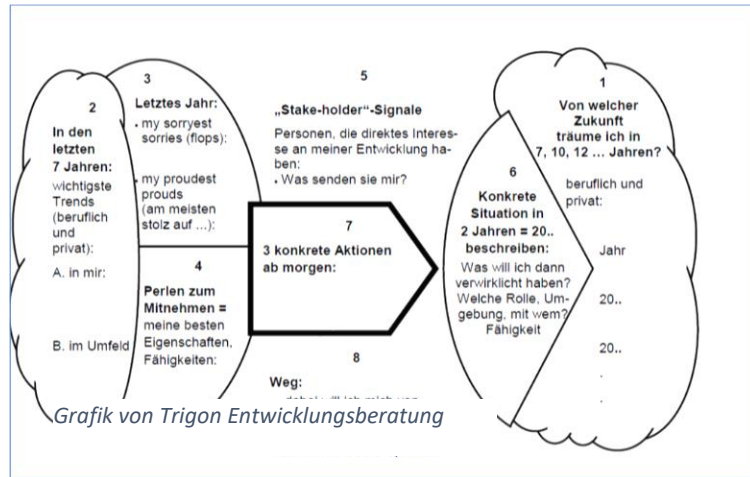 1
Von welcher
Zukunft
träume ich in
7, 10, 12 ... Jahren?
beruflich und
privat:
Jahr
20..
20..
.
.
2
In den
letzten
7 Jahren:
wichtigste
Trends
(beruflich
und
privat):
A. in mir:
B. im Umfeld
3
Letztes Jahr:
• my sorryest
sorries (flops):
• my proudest
prouds
(am meisten
stolz auf ...):
4
Perlen zum
Mitnehmen =
meine besten
Eigenschaften,
Fähigkeiten:
5
„Stake-holder"-Signale
Personen, die direktes Interes-
se an meiner Entwicklung ha-
ben:
• Was senden sie mir?
6
Konkrete
Situation in
2 Jahren = 20..
beschreiben:
Was will ich dann
verwirklicht haben?
Welche Rolle, Um-
gebung, mit wem?
Fähigkeit
7
3 konkrete Aktionen
ab morgen:
8
Weg:
Grafik von Trigon Entwicklungsberatung